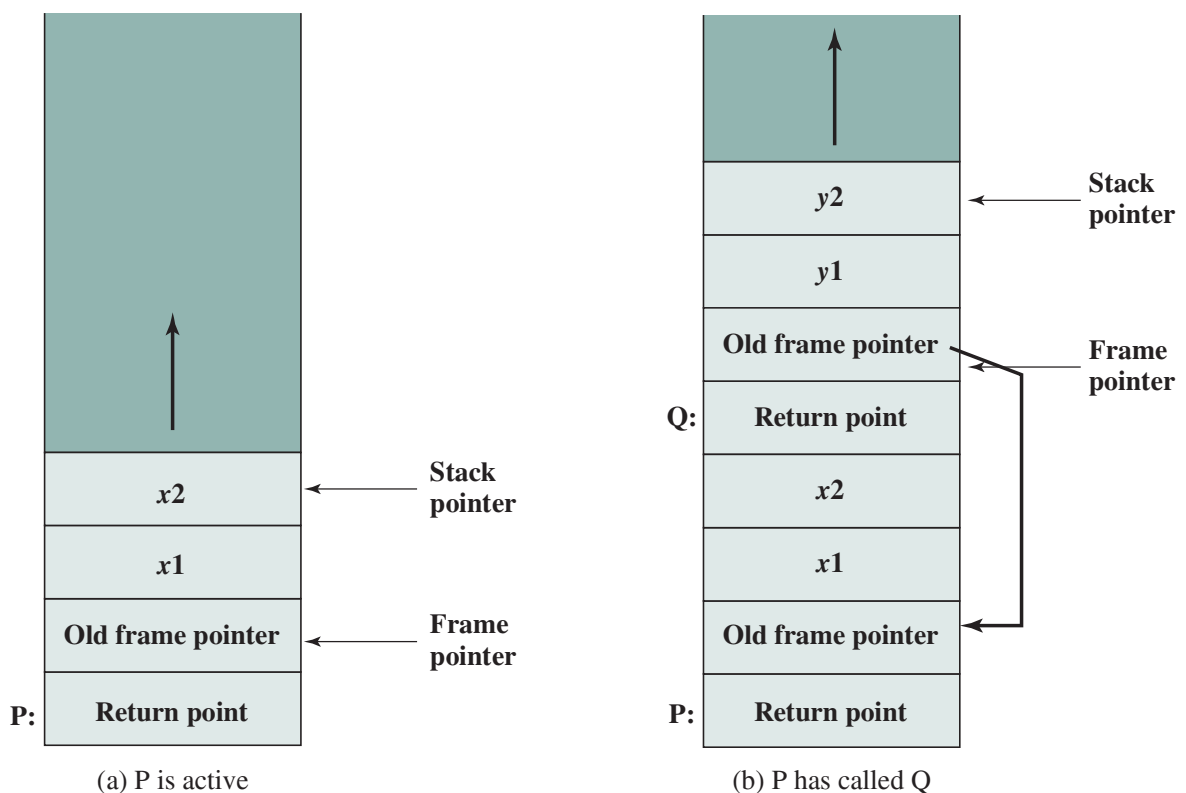 x2
Stack
pointer
x1
Old frame pointer
Frame
pointer
P:
Return point
(a) P is active
y2
Stack
pointer
y1
Old frame pointer
Frame
pointer
Q:
Return point
x2
x1
Old frame pointer
P:
Return point
(b) P has called Q